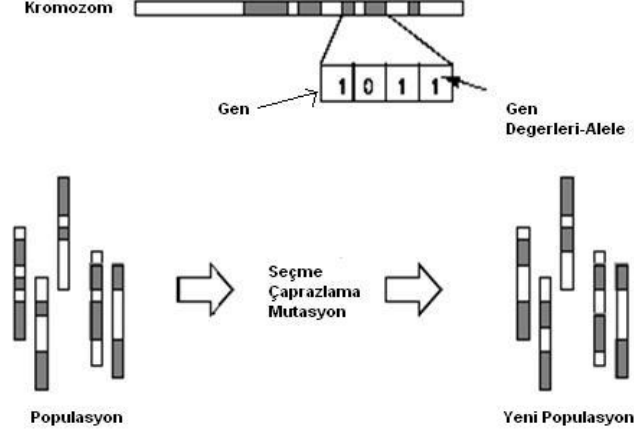 Kromozom
1 0 1 1
Gen
Gen
Degerleri-Alele
Seçme
Çaprazlama
Mutasyon
Populasyon
Yeni Populasyon